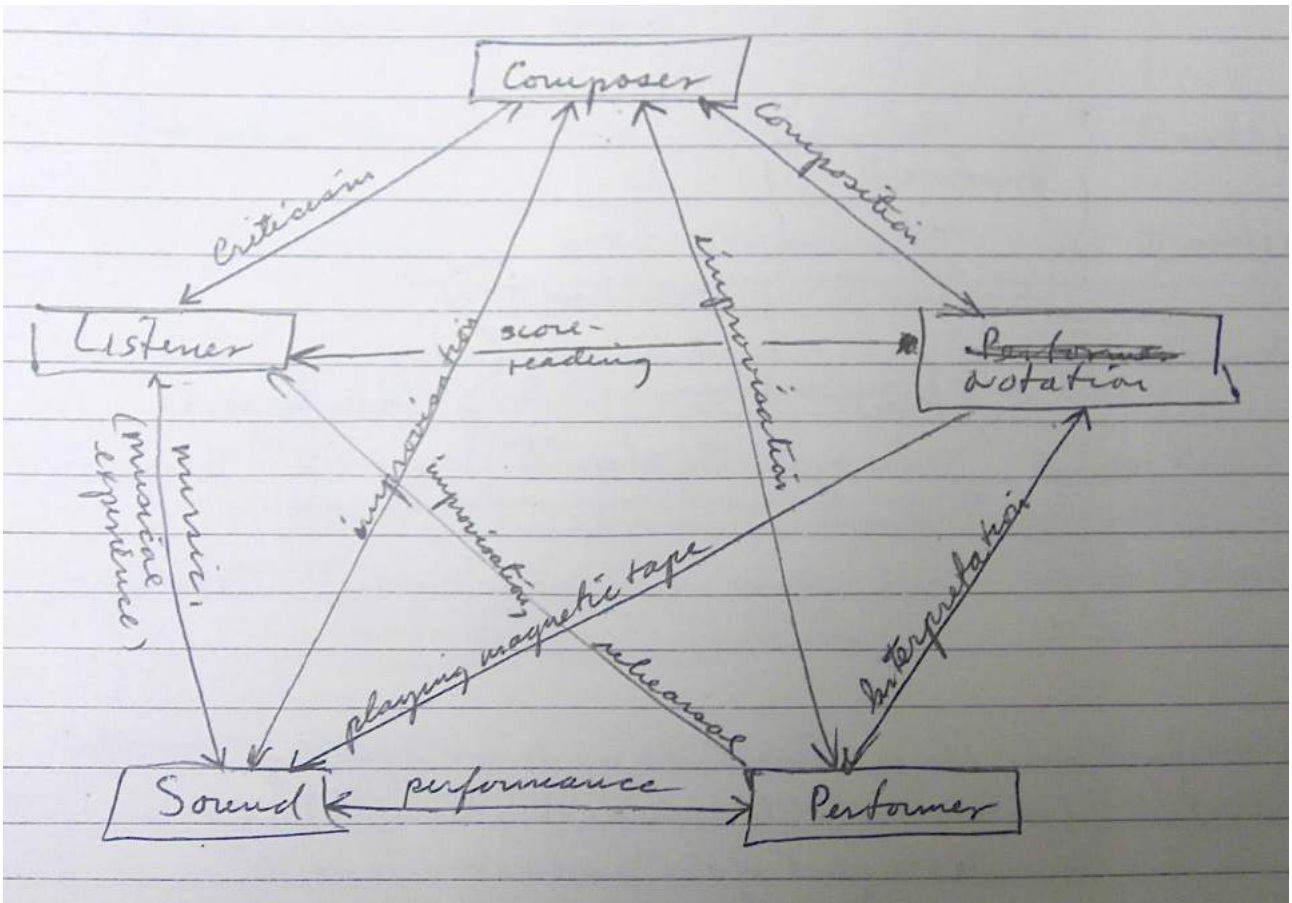 Composer
Criticism
Composition
improvisation
improvisation
Listener
score-
reading
Performer
Notation
music,
(musical
experience)
improvisation,
rehearsal
playing magnetic tape
Interpretation
Sound
performance
Performer